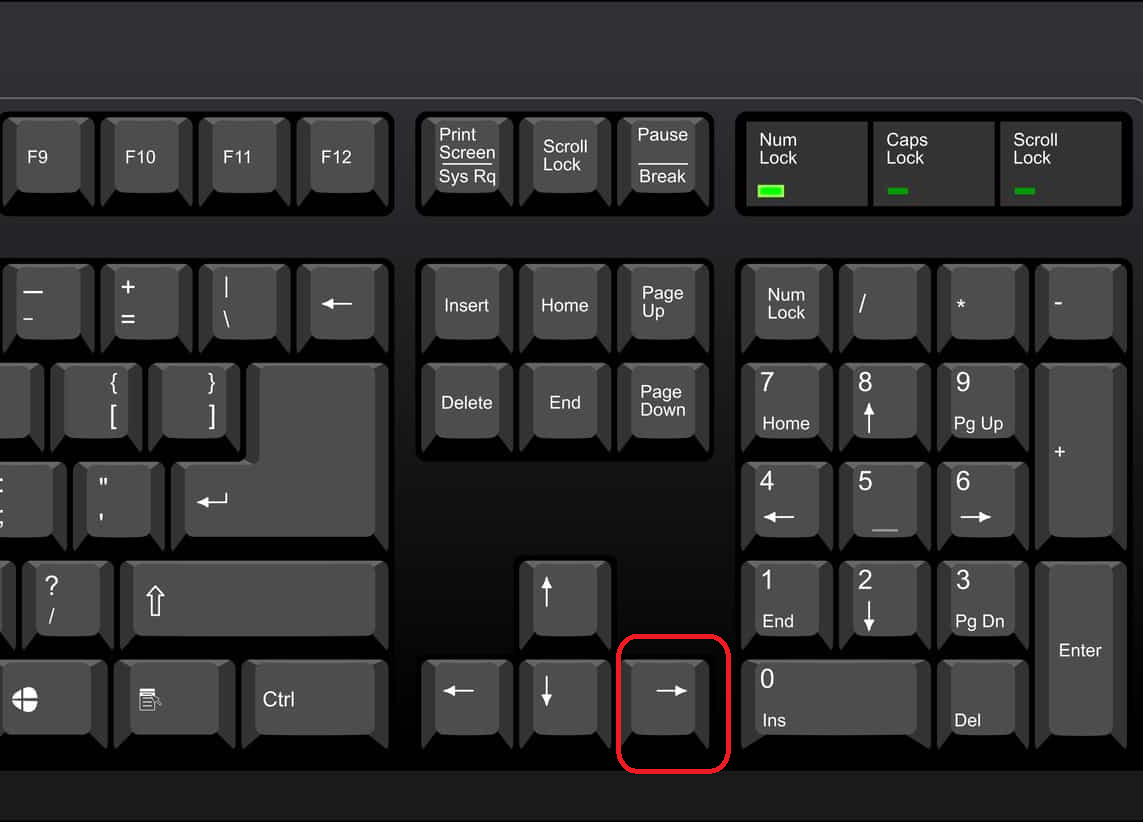 F9
F10
F11
F12
Print
Screen
Sys Rq
Scroll
Lock
Pause
Break
Num
Lock
Caps
Lock
Scroll
Lock
—
-
+
=
|
\
←
Insert
Home
Page
Up
Num
Lock
/
*
-
{
[
}
]
Delete
End
Page
Down
7
Home
8
↑
9
Pg Up
+
:
;
"
'
↵
4
←
5
_
6
→
?
/
⇧
↑
1
End
2
↓
3
Pg Dn
Enter
Ctrl
←
↓
→
0
Ins
Del